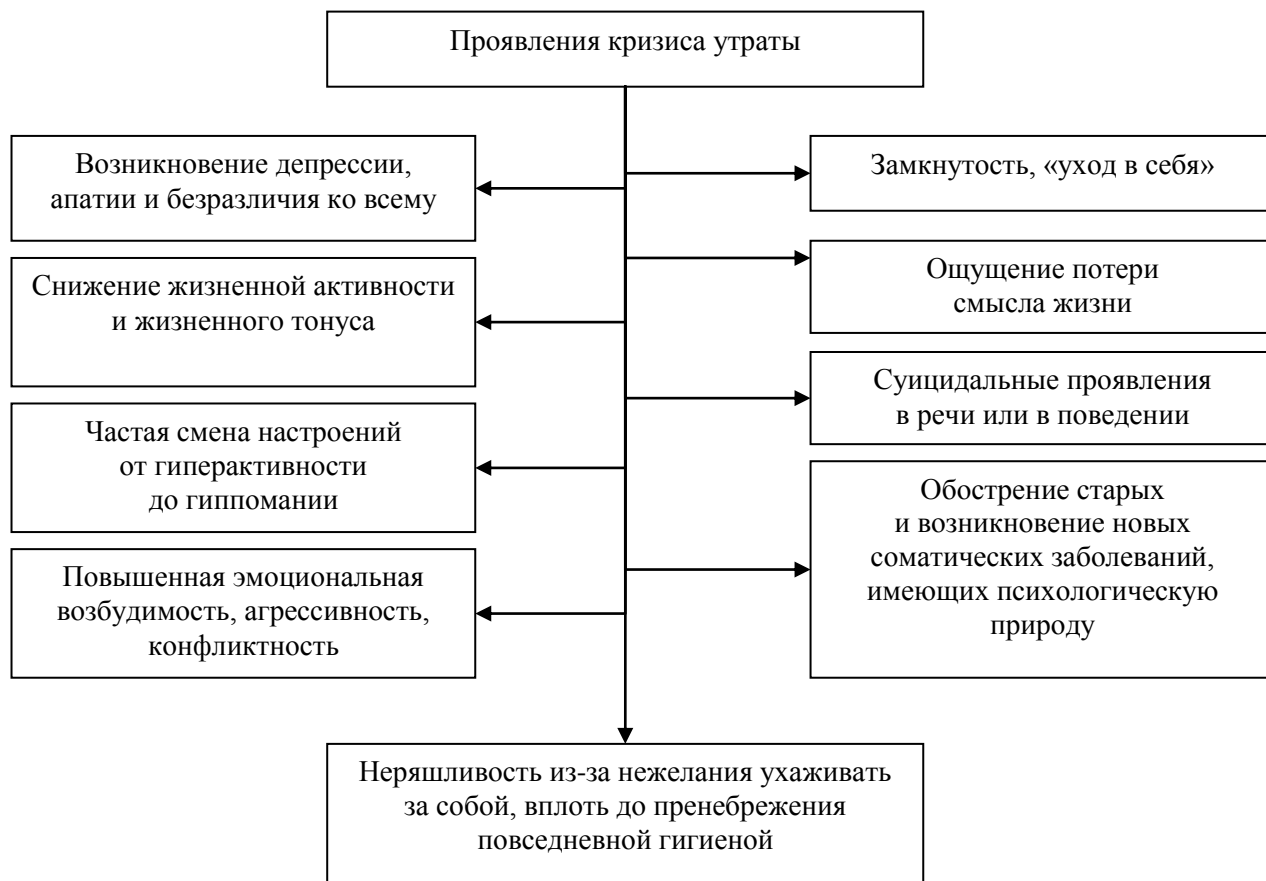 Проявления кризиса утраты
Возникновение депрессии,
апатии и безразличия ко всему
Снижение жизненной активности
и жизненного тонуса
Частая смена настроений
от гиперактивности
до гиппомании
Повышенная эмоциональная
возбудимость, агрессивность,
конфликтность
Замкнутость, «уход в себя»
Ощущение потери
смысла жизни
Суицидальные проявления
в речи или в поведении
Обострение старых
и возникновение новых
соматических заболеваний,
имеющих психологическую
природу
Неряшливость из-за нежелания ухаживать
за собой, вплоть до пренебрежения
повседневной гигиеной